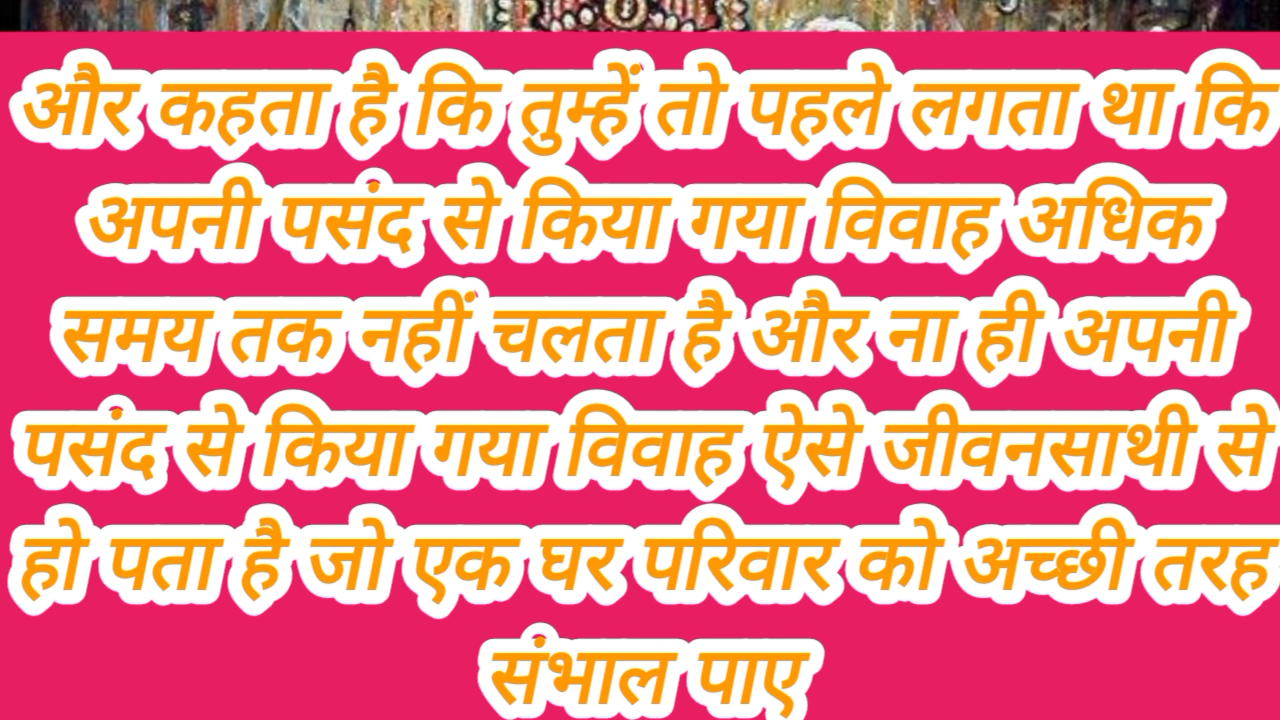 और कहता है कि तुम्हें तो पहले लगता था कि
अपनी पसंद से किया गया विवाह अधिक
समय तक नहीं चलता है और ना ही अपनी
पसंद से किया गया विवाह ऐसे जीवनसाथी से
हो पता है जो एक घर परिवार को अच्छी तरह
संभाल पाए